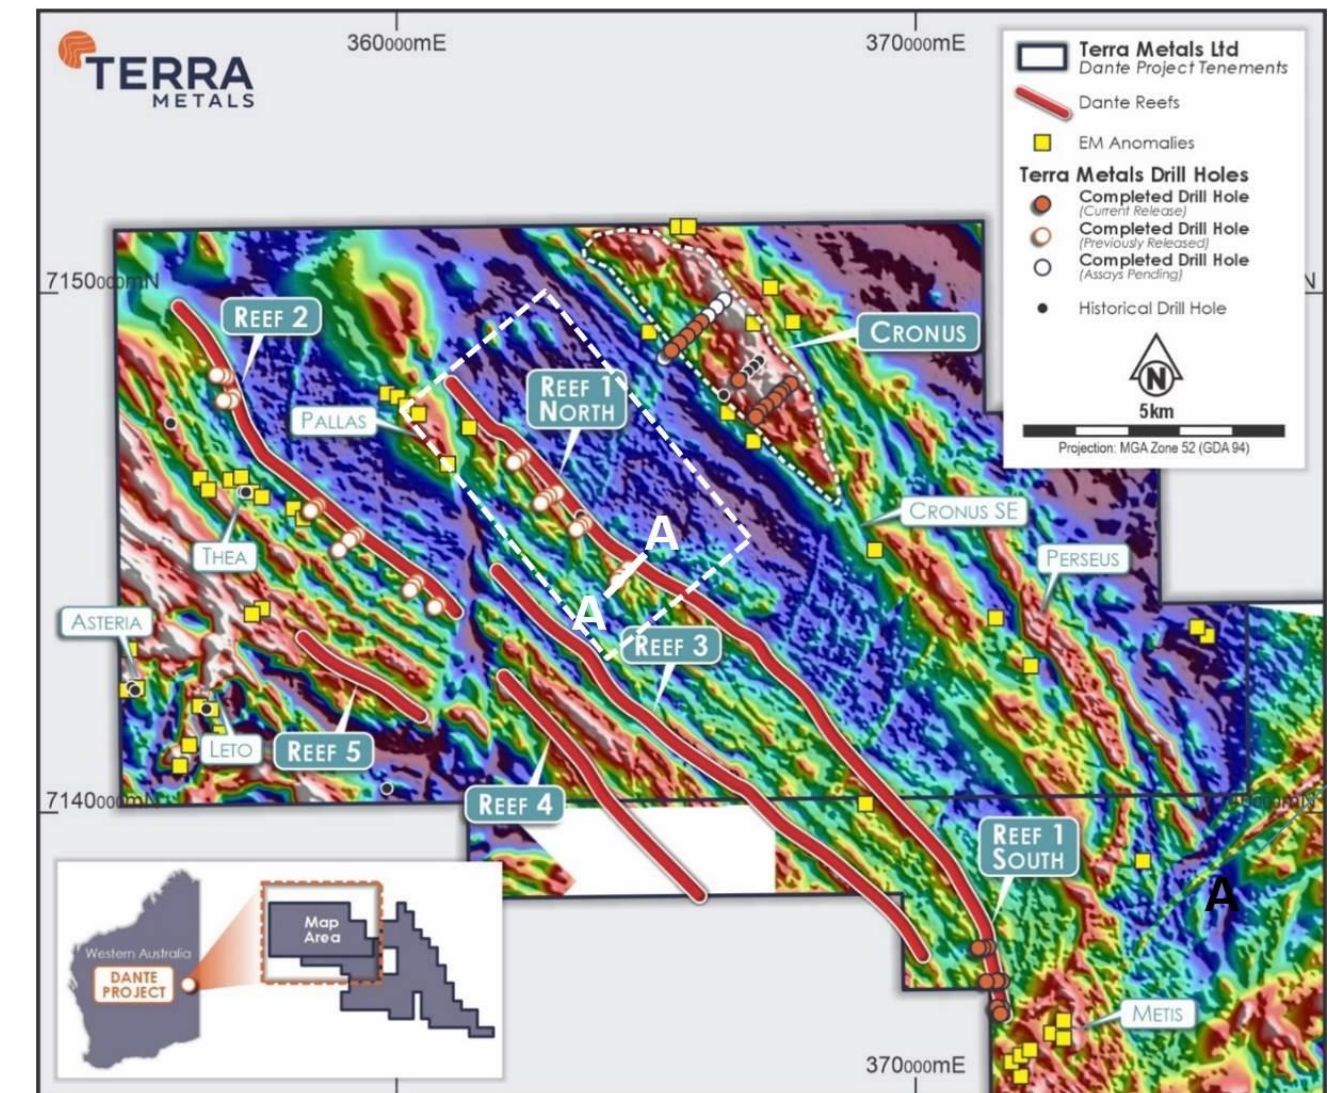 360000mE
370000mE
TERRA
METALS
Terra Metals Ltd
Dante Project Tenements
Dante Reefs
EM Anomalies
Terra Metals Drill Holes
Completed Drill Hole
(Current Release)
Completed Drill Hole
(Previously Released)
Completed Drill Hole
(Assays Pending)
Historical Drill Hole
N
5km
Projection: MGA Zone 52 (GDA 94)
7150000mN
N
REEF 2
CRONUS
REEF 1
NORTH
PALLAS
CRONUS SE
A
THEA
PERSEUS
A
ASTERIA
REEF 3
LETO
REEF 5
REEF 4
7140000mN
REEF 1
SOUTH
A
Map
Area
Western Australia
DANTE
PROJECT
METIS
370000mE